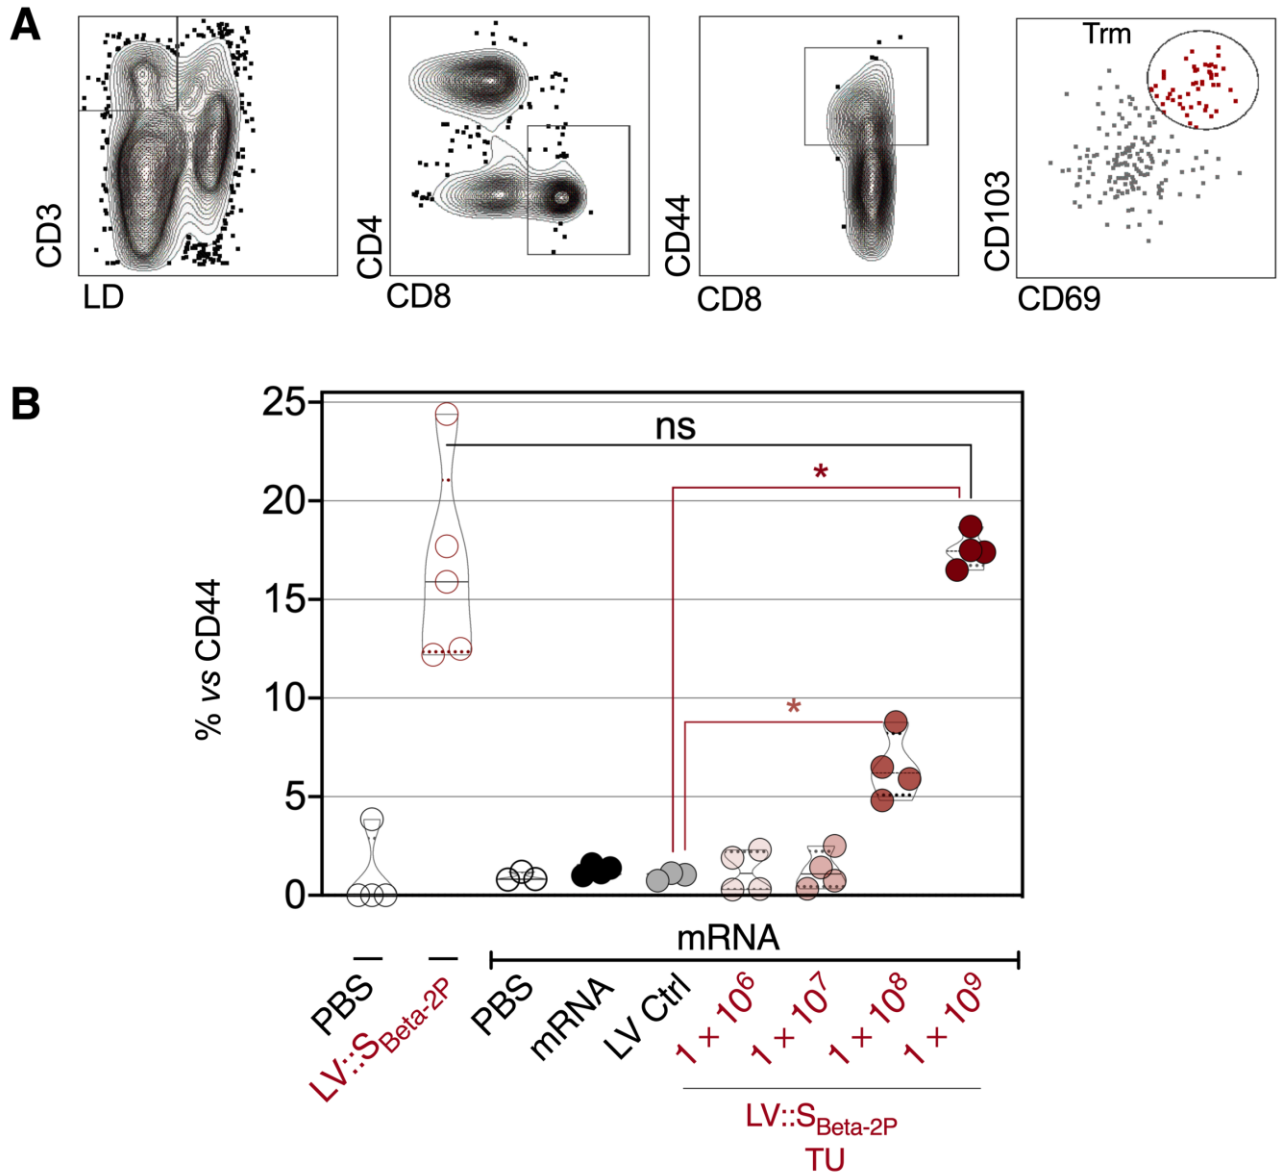 A
CD3
LD
CD4
CD8
CD44
CD8
Trm
CD103
CD69
B
% vs CD44
25
20
15
10
5
0
ns
*
*
mRNA
PBS
LV::SBeta-2P
PBS
mRNA
LV Ctrl
1 × 10⁶
1 × 10⁷
1 × 10⁸
1 × 10⁹
LV::SBeta-2P
TU